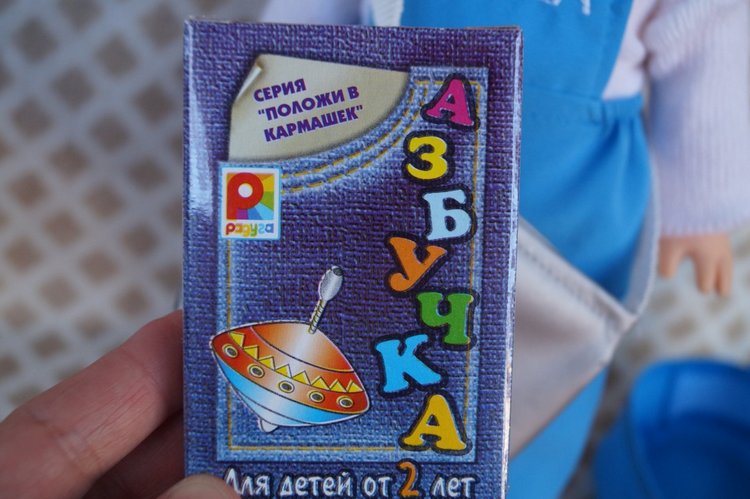 СЕРИЯ
"ПОЛОЖИ В
КАРМАШЕК"
АЗБУЧКА
Р
радуга
Для детей от 2 лет